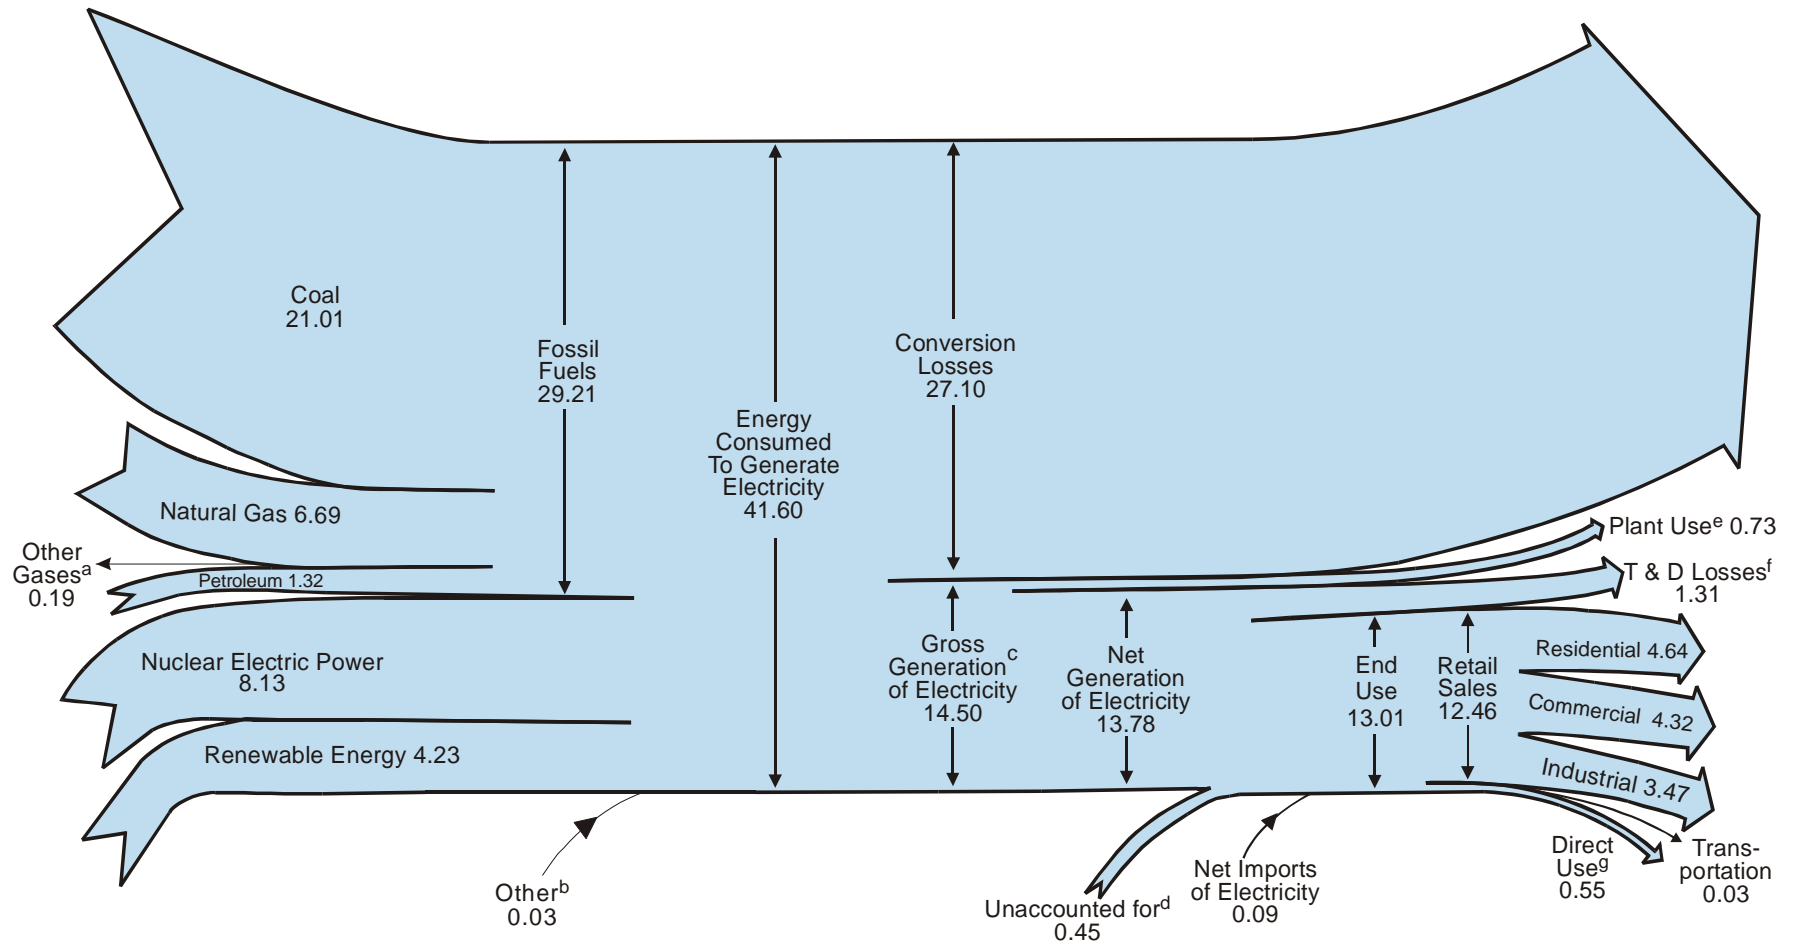 Coal
21.01
Fossil
Fuels
29.21
Energy
Consumed
To Generate
Electricity
41.60
Conversion
Losses
27.10
Natural Gas 6.69
Other
Gasesᵃ
0.19
Petroleum 1.32
Nuclear Electric Power
8.13
Renewable Energy 4.23
Otherᵇ
0.03
Gross
Generationᶜ
of Electricity
14.50
Net
Generation
of Electricity
13.78
Unaccounted forᵈ
0.45
Net Imports
of Electricity
0.09
End
Use
13.01
Retail
Sales
12.46
Plant Useᵉ 0.73
T & D Lossesᶠ
1.31
Residential 4.64
Commercial 4.32
Industrial 3.47
Direct
Useᵍ
0.55
Trans-
portation
0.03